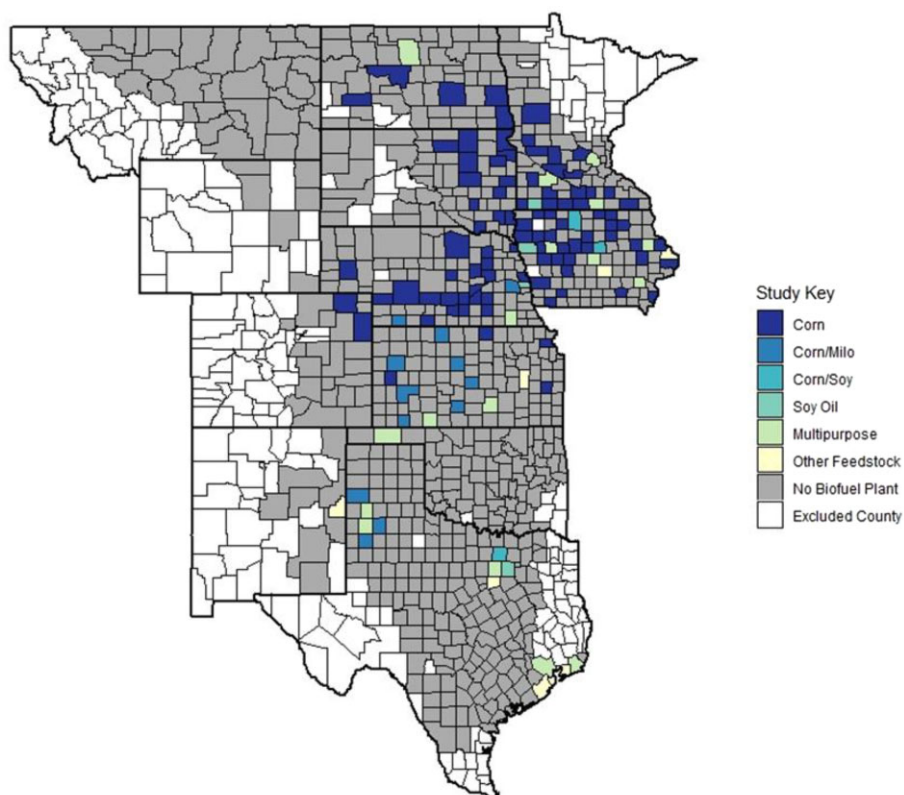 Study Key
Corn
Corn/Milo
Corn/Soy
Soy Oil
Multipurpose
Other Feedstock
No Biofuel Plant
Excluded County